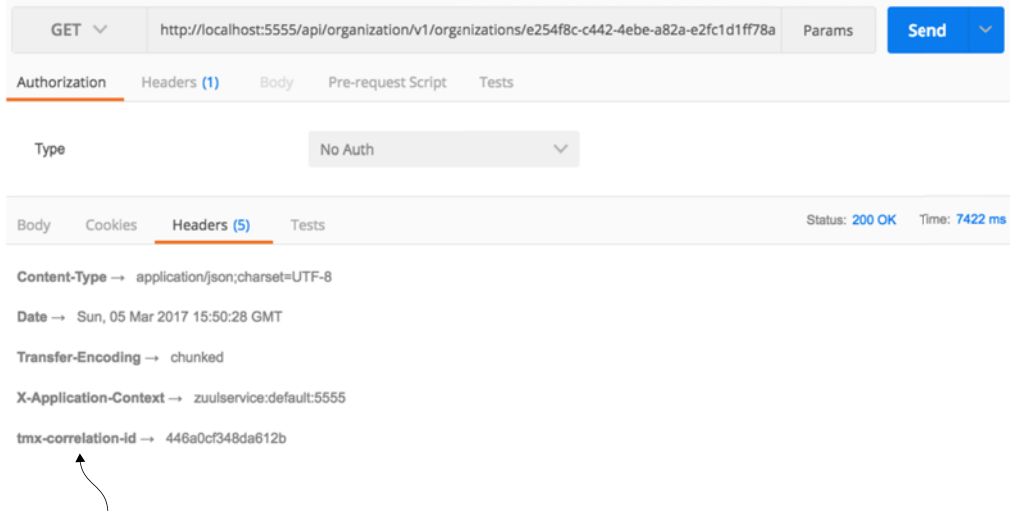 GET http://localhost:5555/api/organization/v1/organizations/e254f8c-c442-4ebe-a82a-e2fc1d1ff78a Params Send
Authorization Headers (1) Body Pre-request Script Tests
Type No Auth
Body Cookies Headers (5) Tests Status: 200 OK Time: 7422 ms
Content-Type → application/json;charset=UTF-8
Date → Sun, 05 Mar 2017 15:50:28 GMT
Transfer-Encoding → chunked
X-Application-Context → zuulservice:default:5555
tmx-correlation-id → 446a0cf348da612b